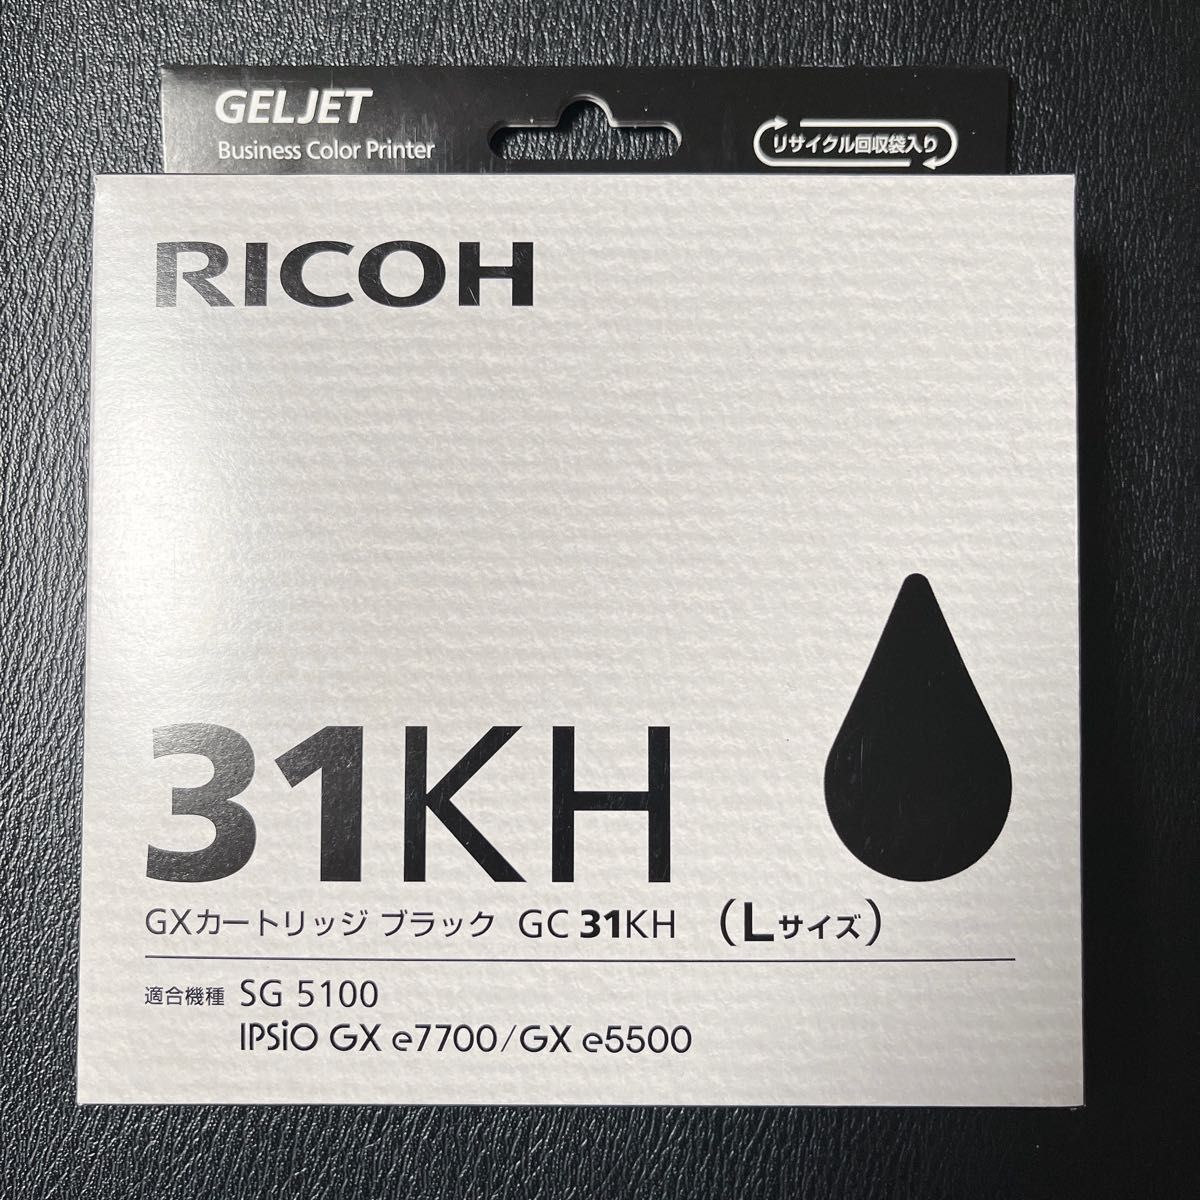 GELJET
Business Color Printer
リサイクル回収袋入り
RICOH
31KH
GXカートリッジ ブラック GC 31KH (Lサイズ)
適合機種 SG 5100
IPSiO GX e7700/GX e5500